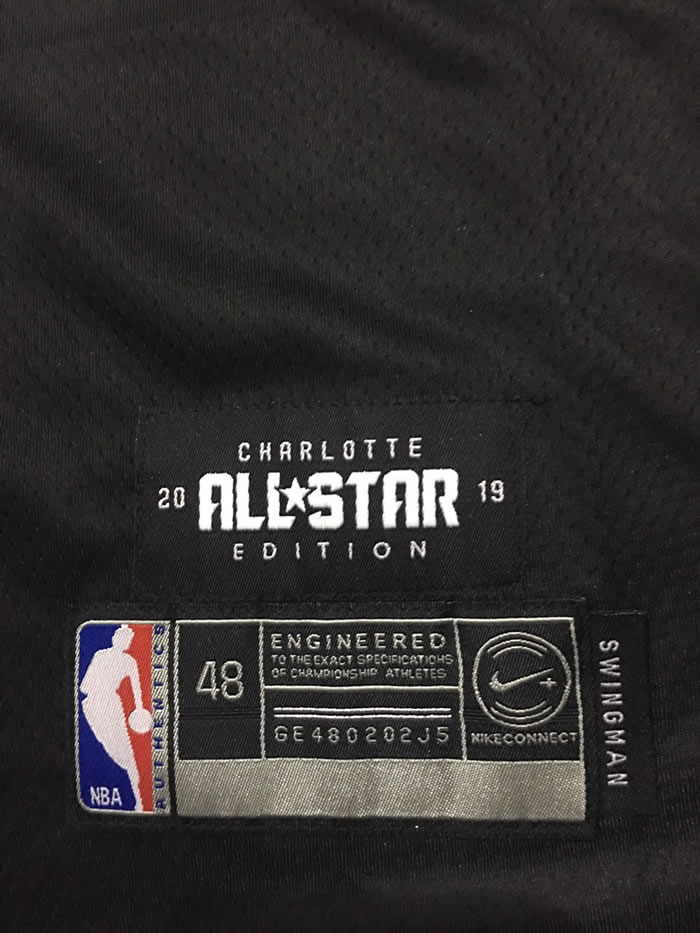 CHARLOTTE
20 ALL★STAR 19
EDITION
NBA
AUTHENTICS
48
ENGINEERED
TO THE EXACT SPECIFICATIONS
OF CHAMPIONSHIP ATHLETES
GE480202J5
NIKECONNECT
SWINGMAN